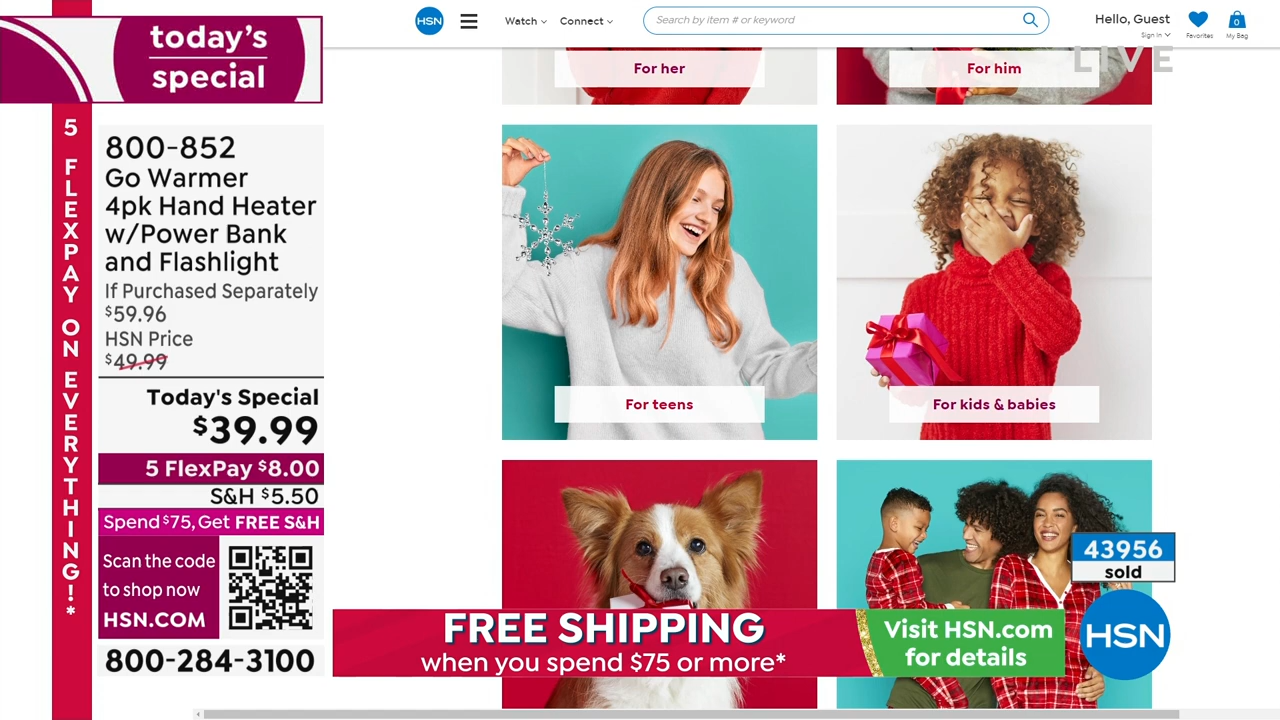 today's
special
5 FLEXPAY ON EVERYTHING!*
800-852
Go Warmer
4pk Hand Heater
w/Power Bank
and Flashlight
If Purchased Separately
$59.96
HSN Price
$49.99
Today's Special
$39.99
5 FlexPay $8.00
S&H $5.50
Spend $75, Get FREE S&H
Scan the code
to shop now
HSN.COM
800-284-3100
HSN
Watch
Connect
Search by item # or keyword
Hello, Guest
Sign In
Favorites
0
My Bag
LIVE
For her
For him
For teens
For kids & babies
43956
sold
FREE SHIPPING
when you spend $75 or more*
Visit HSN.com
for details
HSN